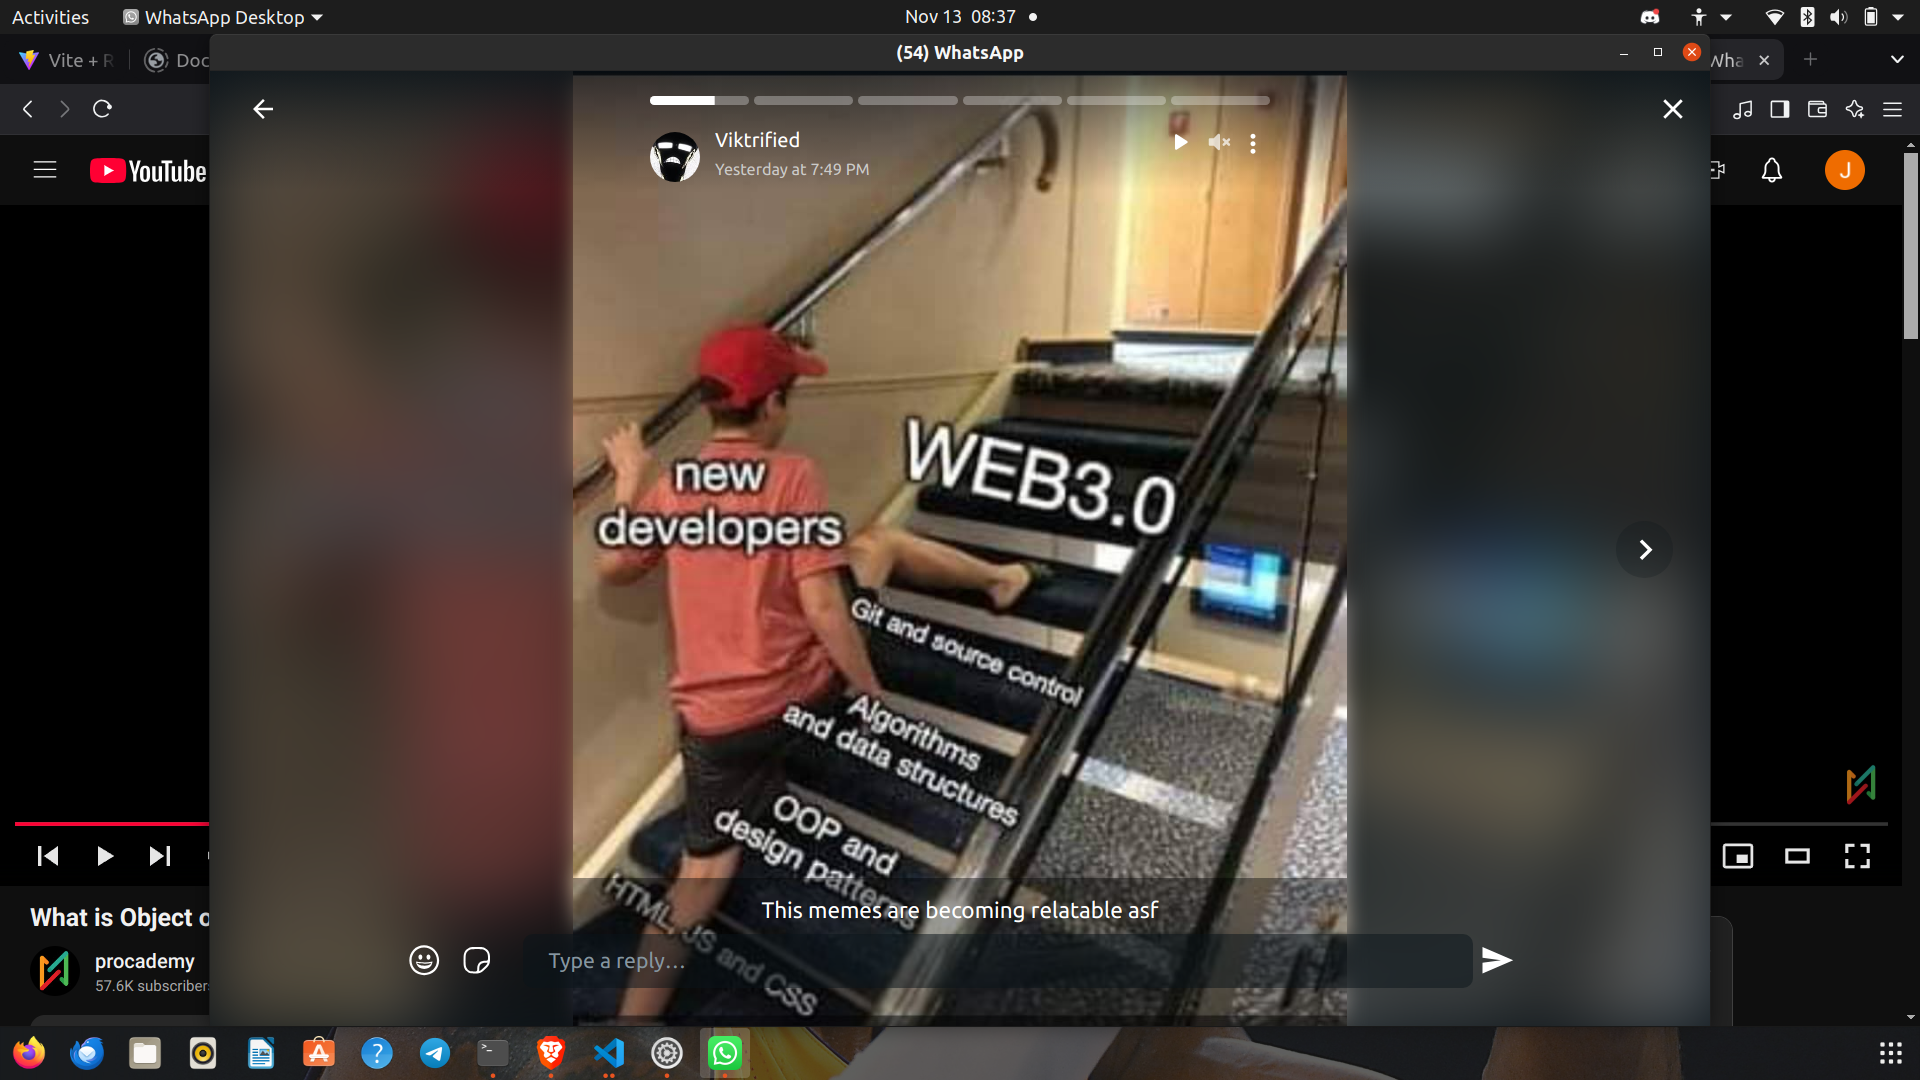 Activities
WhatsApp Desktop
Nov 13 08:37
Vite + R
Doc
(54) WhatsApp
Wha
YouTube
J
Viktrified
Yesterday at 7:49 PM
new
developers
WEB3.0
Git and source control
Algorithms
and data structures
OOP and
design patterns
HTML, JS and CSS
This memes are becoming relatable asf
Type a reply...
What is Object o
procademy
57.6K subscribers